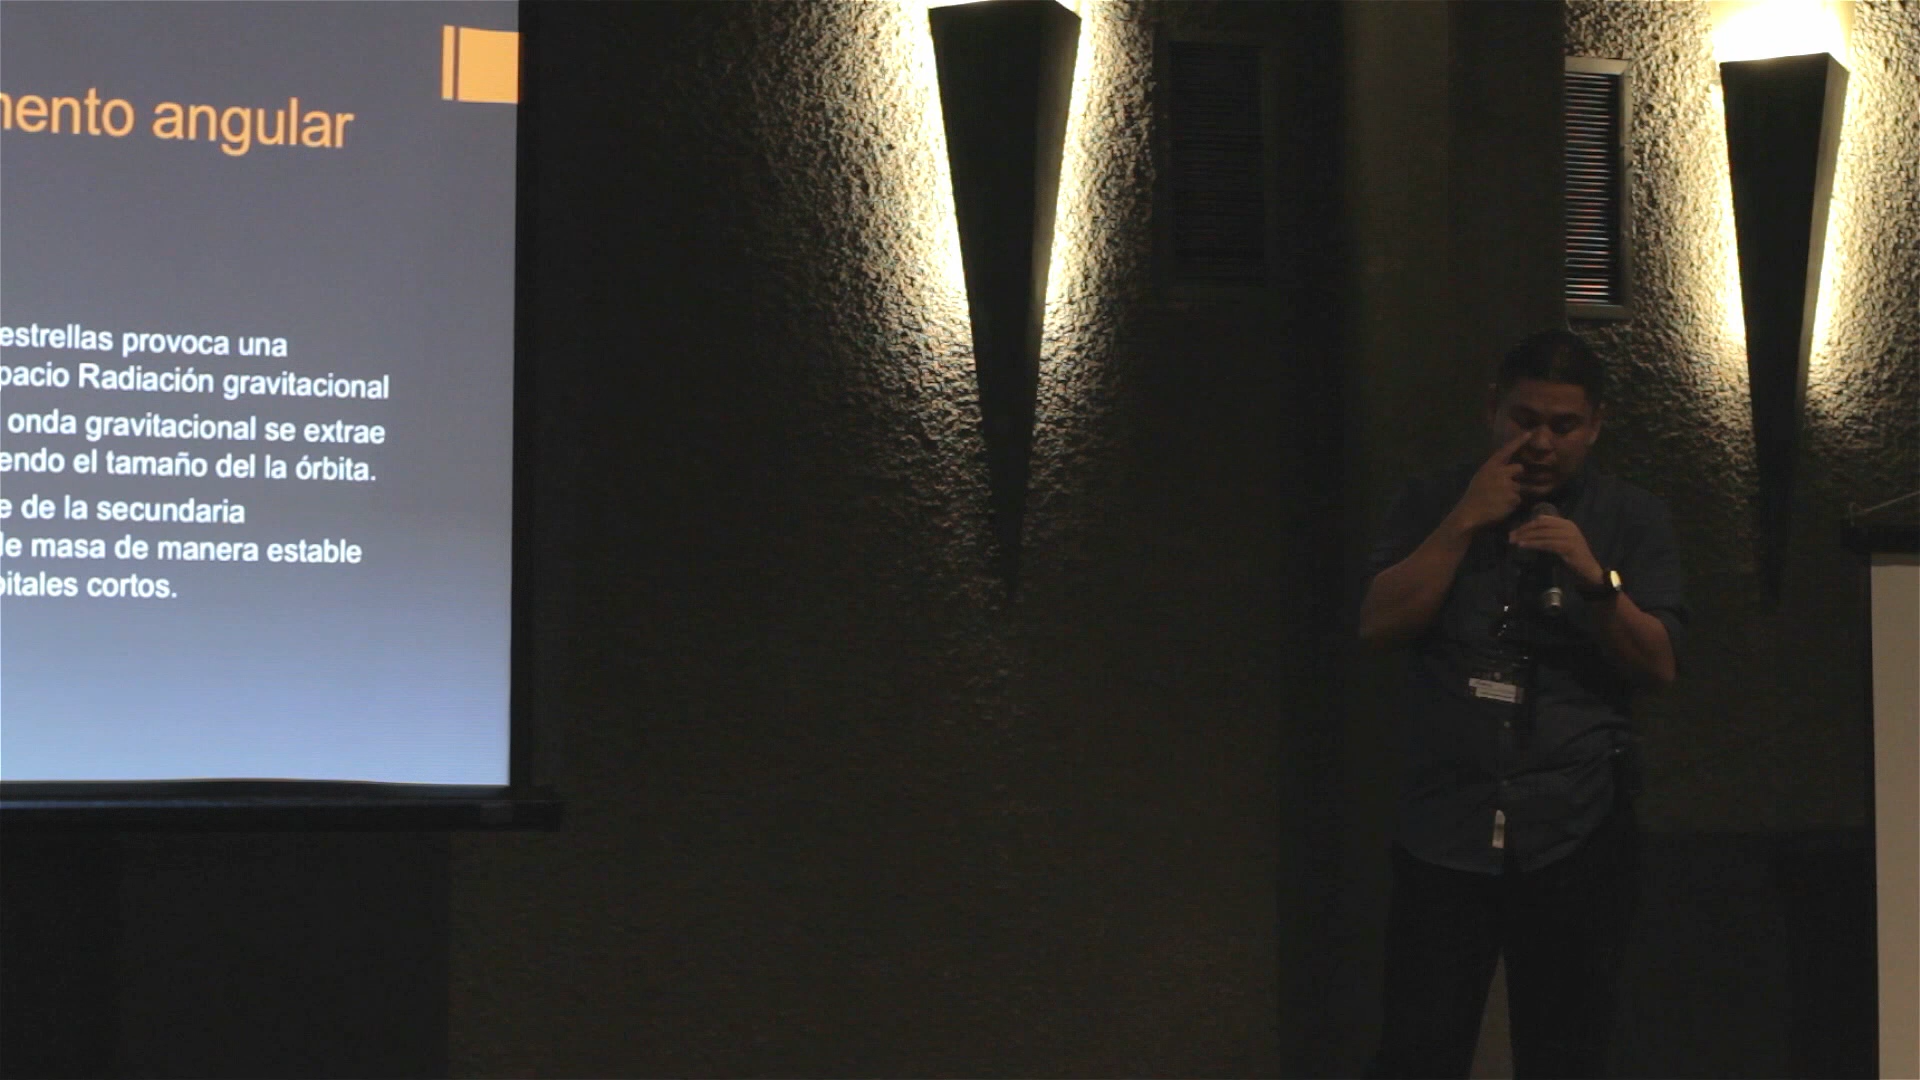 mento angular
estrellas provoca una
pacio Radiación gravitacional
onda gravitacional se extrae
endo el tamaño del la órbita.
e de la secundaria
de masa de manera estable
bitales cortos.